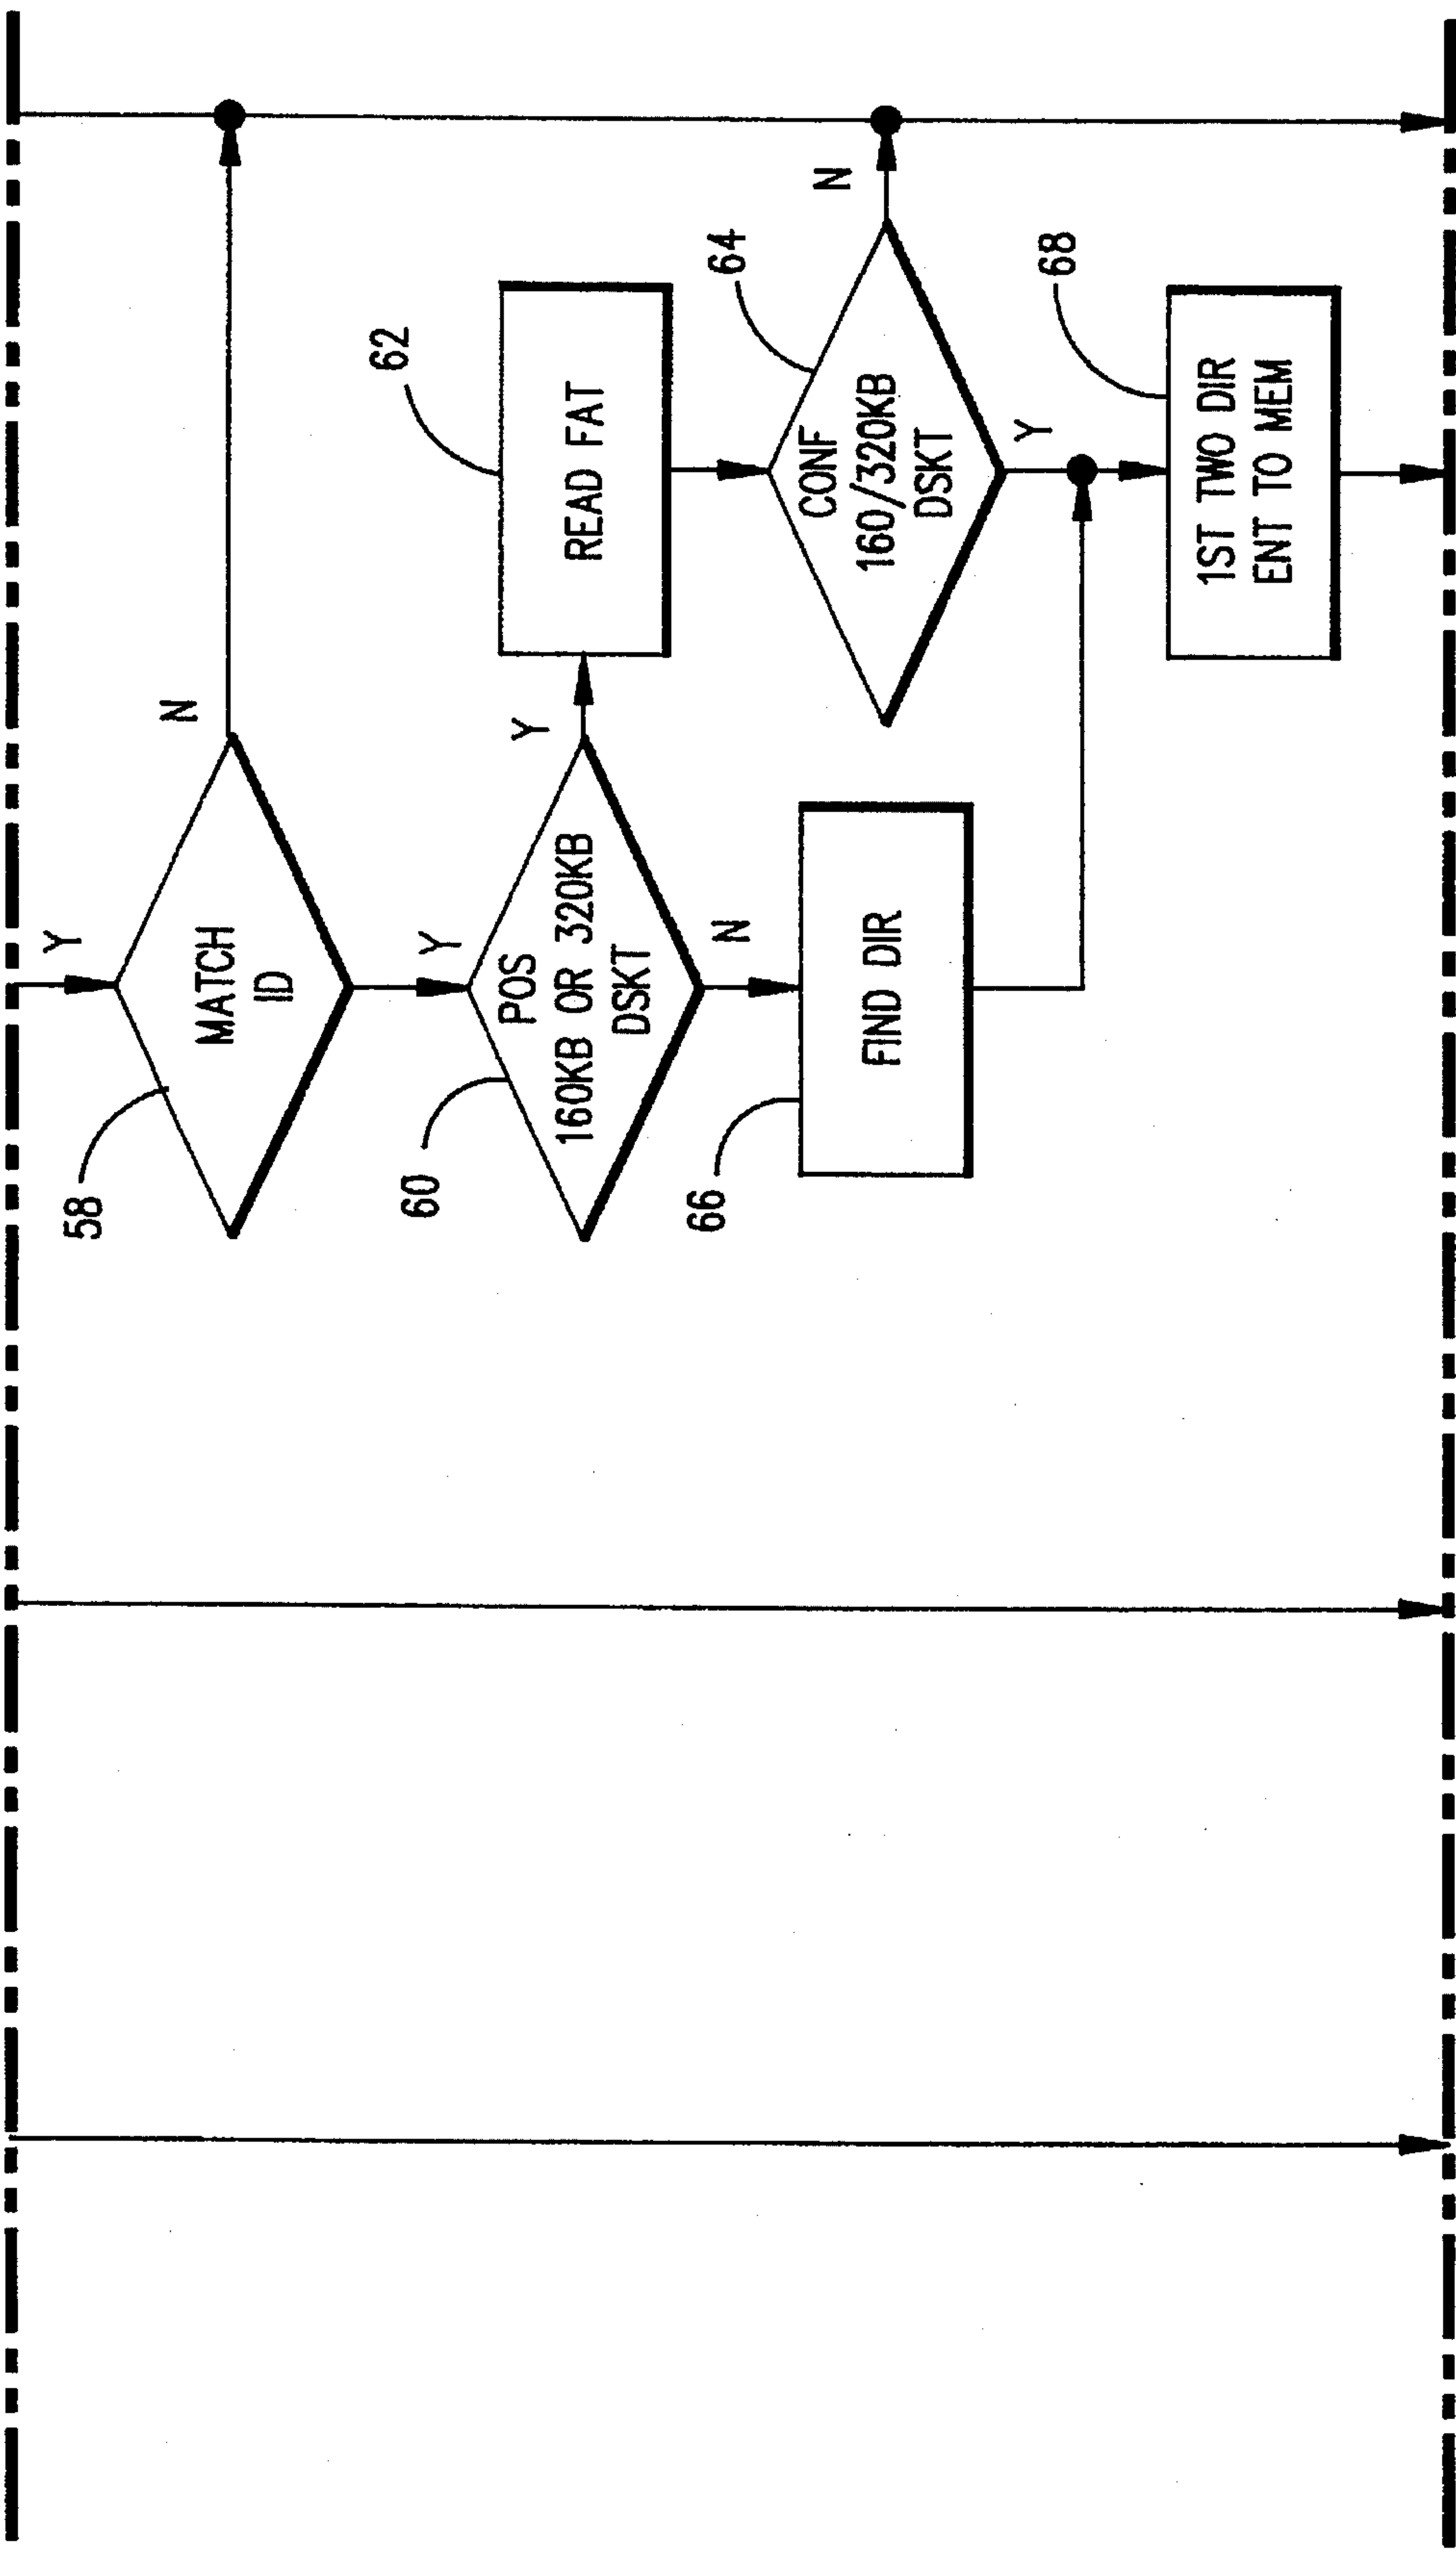 Y
58
MATCH
ID
N
Y
60
POS
160KB OR 320KB
DSKT
Y
N
62
READ FAT
66
FIND DIR
64
CONF
160/320KB
DSKT
N
Y
68
1ST TWO DIR
ENT TO MEM